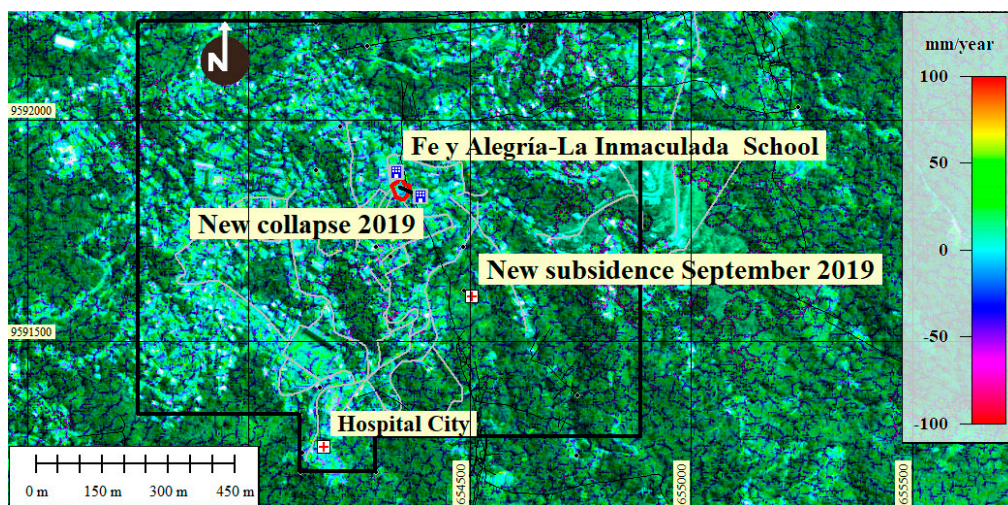 N
mm/year
100
50
0
-50
-100
9592000
Fe y Alegría-La Inmaculada School
New collapse 2019
New subsidence September 2019
9591500
Hospital City
0 m 150 m 300 m 450 m
654500
655000
655500